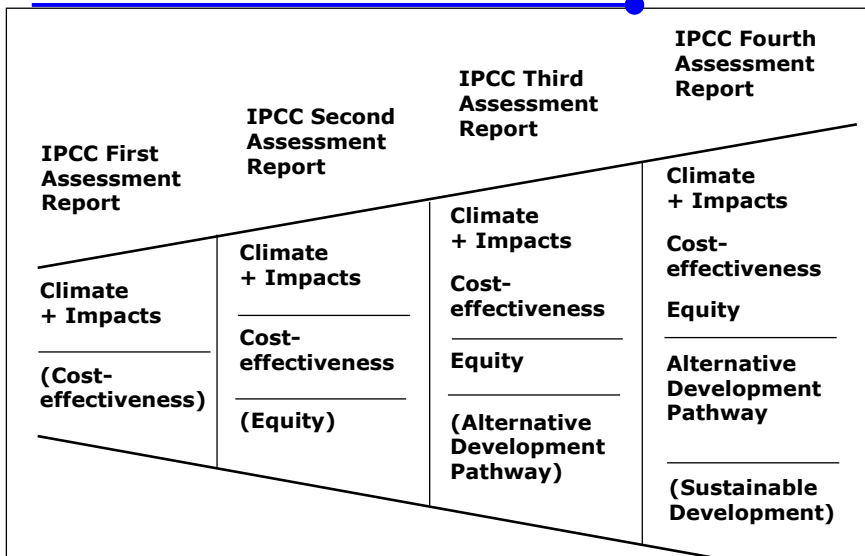 IPCC First
Assessment
Report
Climate
+ Impacts
(Cost-
effectiveness)
IPCC Second
Assessment
Report
Climate
+ Impacts
Cost-
effectiveness
(Equity)
IPCC Third
Assessment
Report
Climate
+ Impacts
Cost-
effectiveness
Equity
(Alternative
Development
Pathway)
IPCC Fourth
Assessment
Report
Climate
+ Impacts
Cost-
effectiveness
Equity
Alternative
Development
Pathway
(Sustainable
Development)